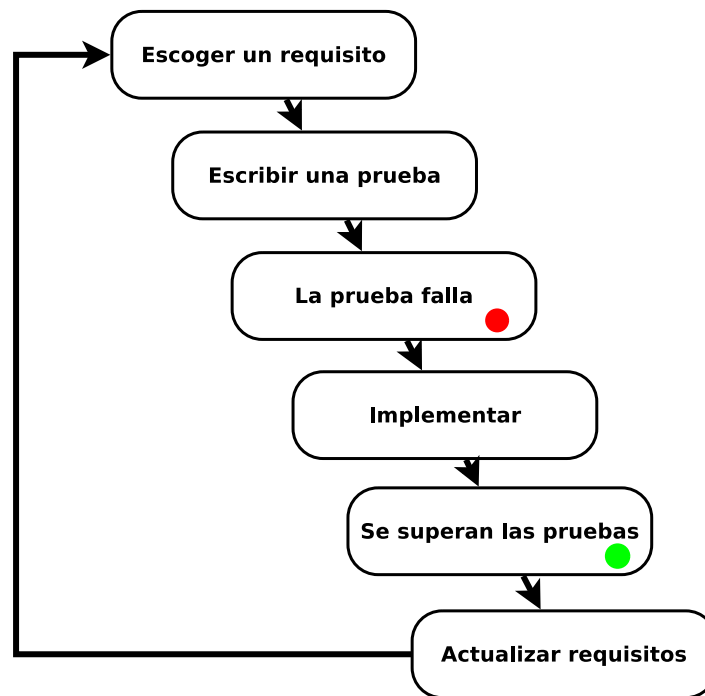 Escoger un requisito
Escribir una prueba
La prueba falla
Implementar
Se superan las pruebas
Actualizar requisitos